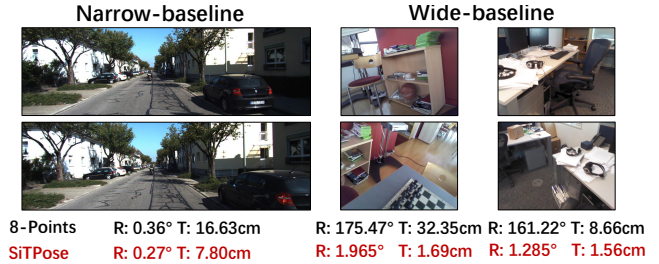 Narrow-baseline Wide-baseline
8-Points R: 0.36° T: 16.63cm R: 175.47° T: 32.35cm R: 161.22° T: 8.66cm
SiTPose R: 0.27° T: 7.80cm R: 1.965° T: 1.69cm R: 1.285° T: 1.56cm